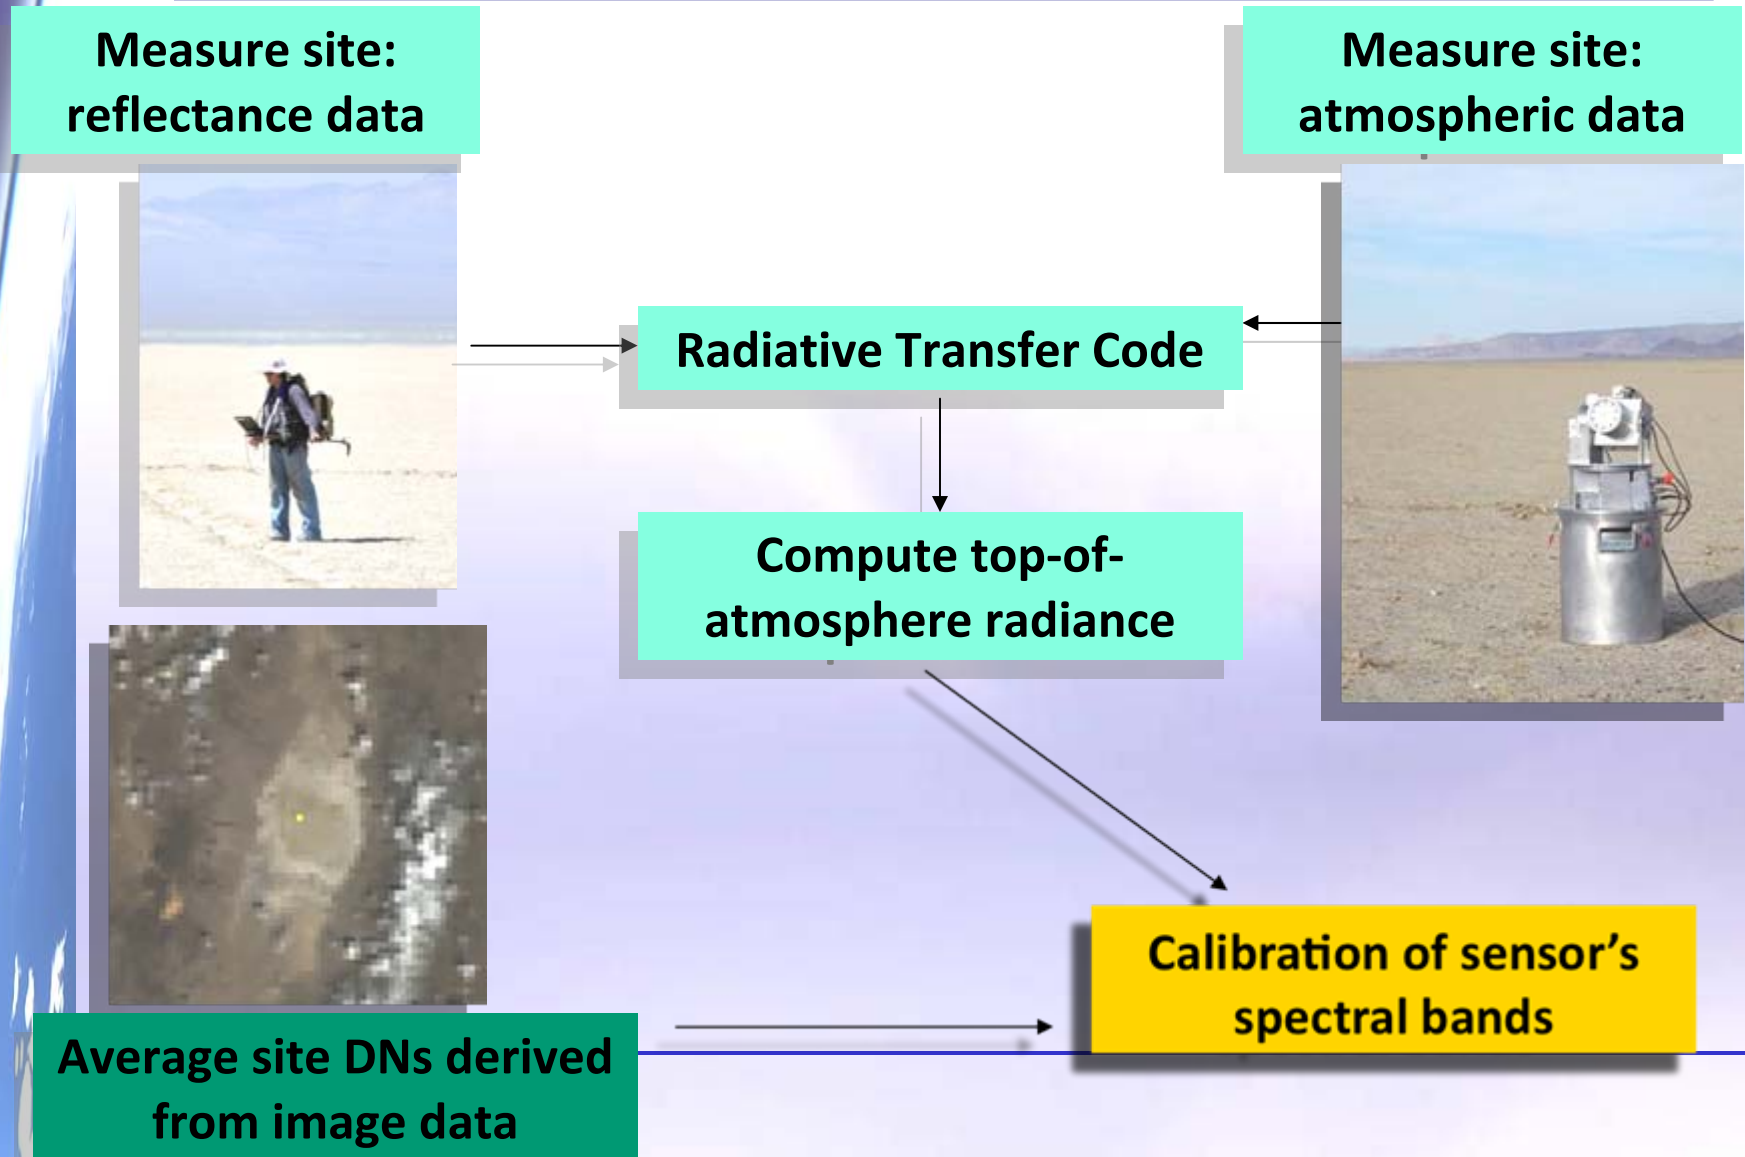 Measure site:
reflectance data
Measure site:
atmospheric data
Radiative Transfer Code
Compute top-of-
atmosphere radiance
Calibration of sensor's
spectral bands
Average site DNs derived
from image data